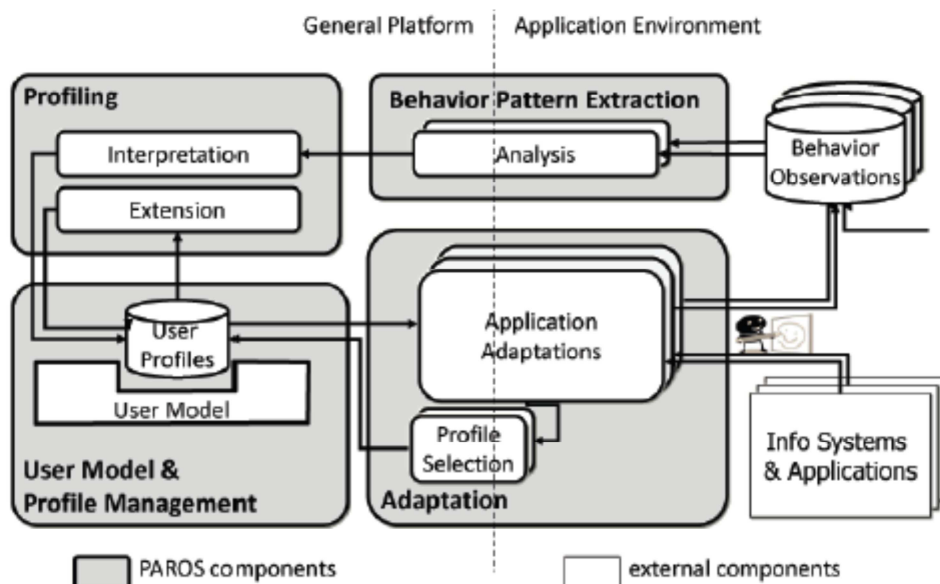 General Platform
Application Environment
Profiling
Behavior Pattern Extraction
Interpretation
Analysis
Behavior
Observations
Extension
User
Profiles
Application
Adaptations
User Model
Profile
Selection
Info Systems
& Applications
User Model &
Profile Management
Adaptation
PAROS components
external components